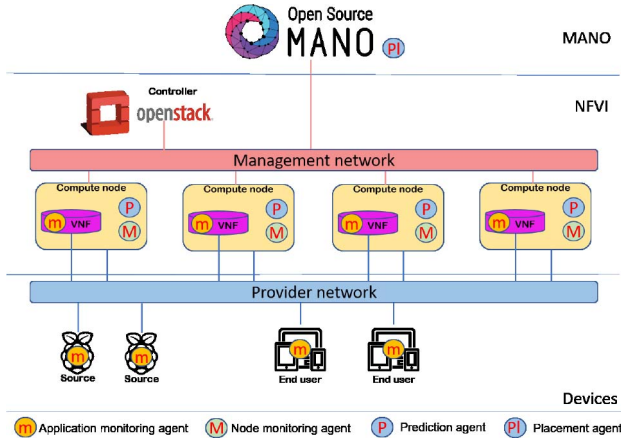 Open Source
MANO
Pl
MANO
NFVI
Controller
openstack.
Management network
Compute node
Compute node
Compute node
Compute node
m VNF P M
m VNF P M
m VNF P M
m VNF P M
Provider network
m
m
m
m
Source
Source
End user
End user
Devices
m Application monitoring agent
M Node monitoring agent
P Prediction agent
Pl Placement agent